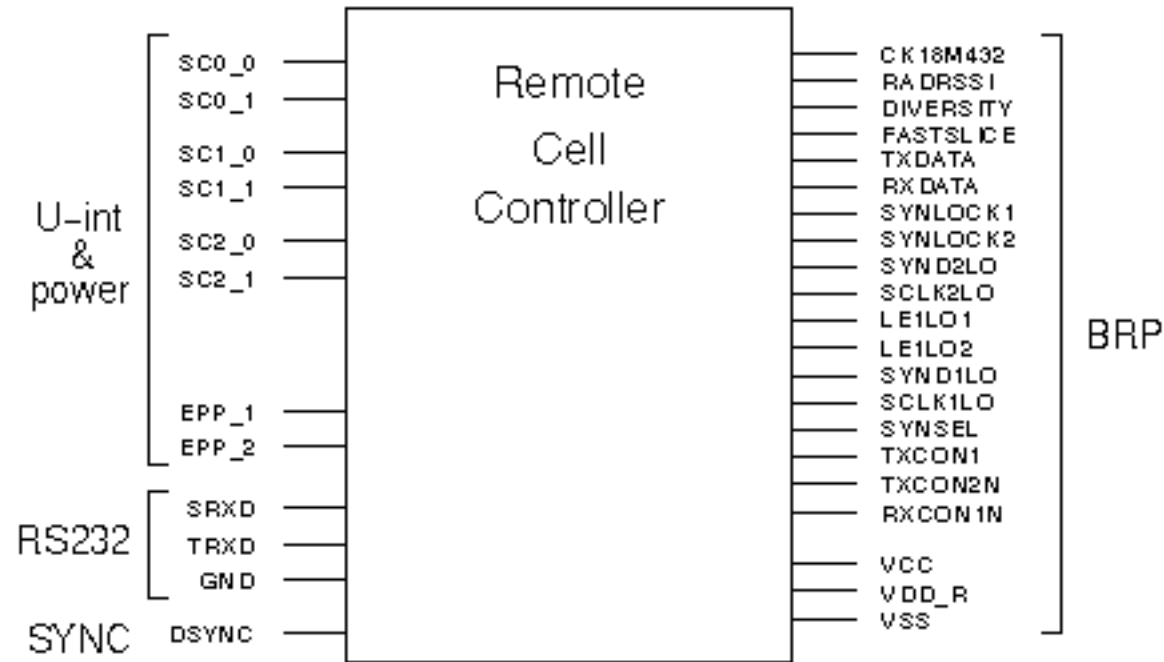 Remote
Cell
Controller
U-int
&
power
SC0_0
SC0_1
SC1_0
SC1_1
SC2_0
SC2_1
EPP_1
EPP_2
RS232
SRXD
TRXD
GND
SYNC
DSYNC
CK18M432
RADRSSI
DIVERSITY
FASTSLICE
TXDATA
RXDATA
SYNLOCK1
SYNLOCK2
SYND2LO
SCLK2LO
LE1LO1
LE1LO2
SYND1LO
SCLK1LO
SYNSEL
TXCON1
TXCON2N
RXCON1N
VCC
VDD_R
VSS
BRP